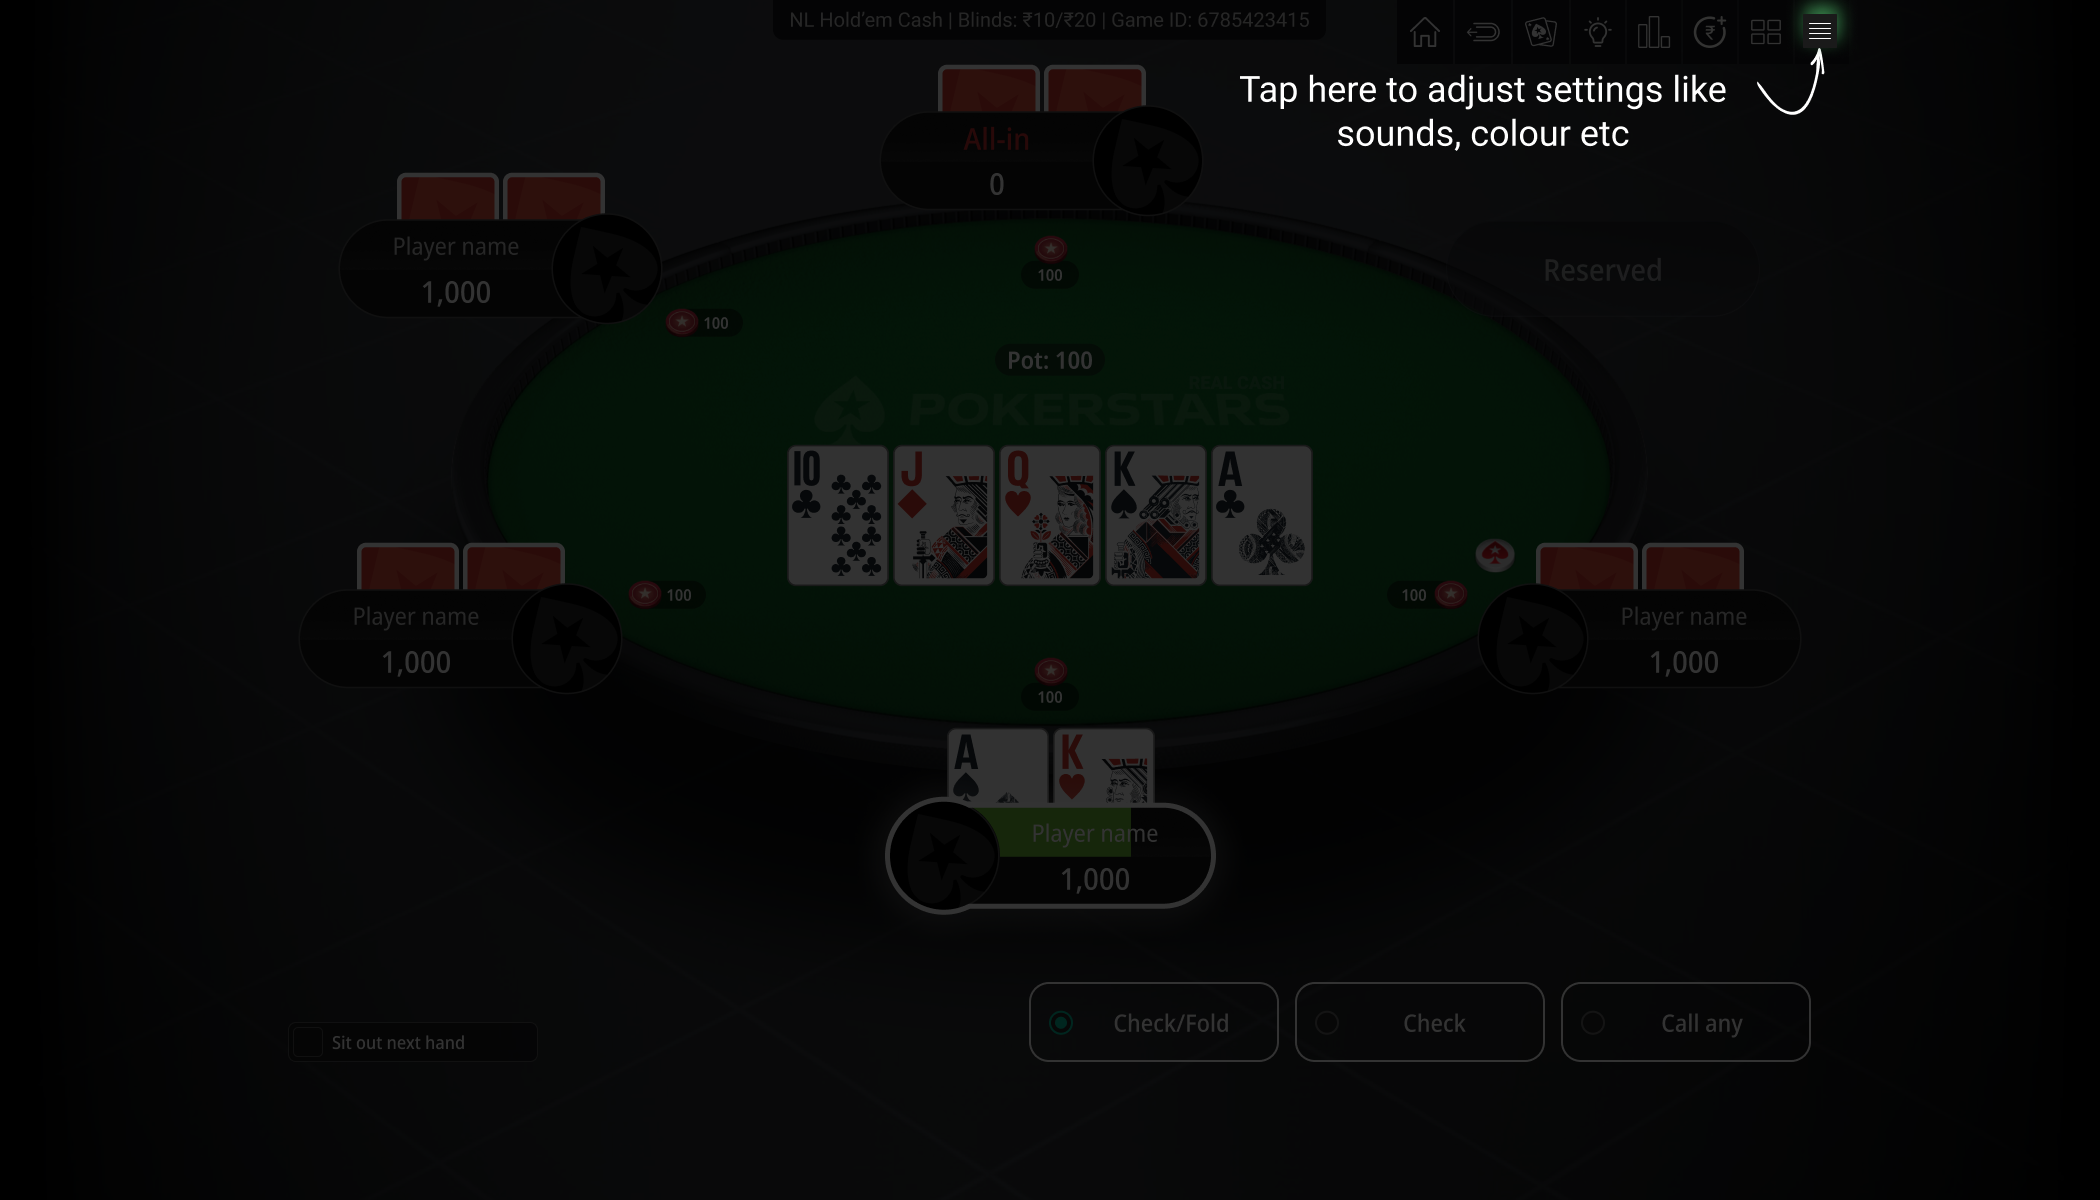 NL Hold'em Cash | Blinds: ₹10/₹20 | Game ID: 6785423415
Tap here to adjust settings like
sounds, colour etc
All-in
0
Player name
1,000
Reserved
100
100
Pot: 100
REAL CASH
POKERSTARS
10
J
Q
K
A
Player name
1,000
100
100
Player name
1,000
100
A
K
Player name
1,000
Check/Fold
Check
Call any
Sit out next hand